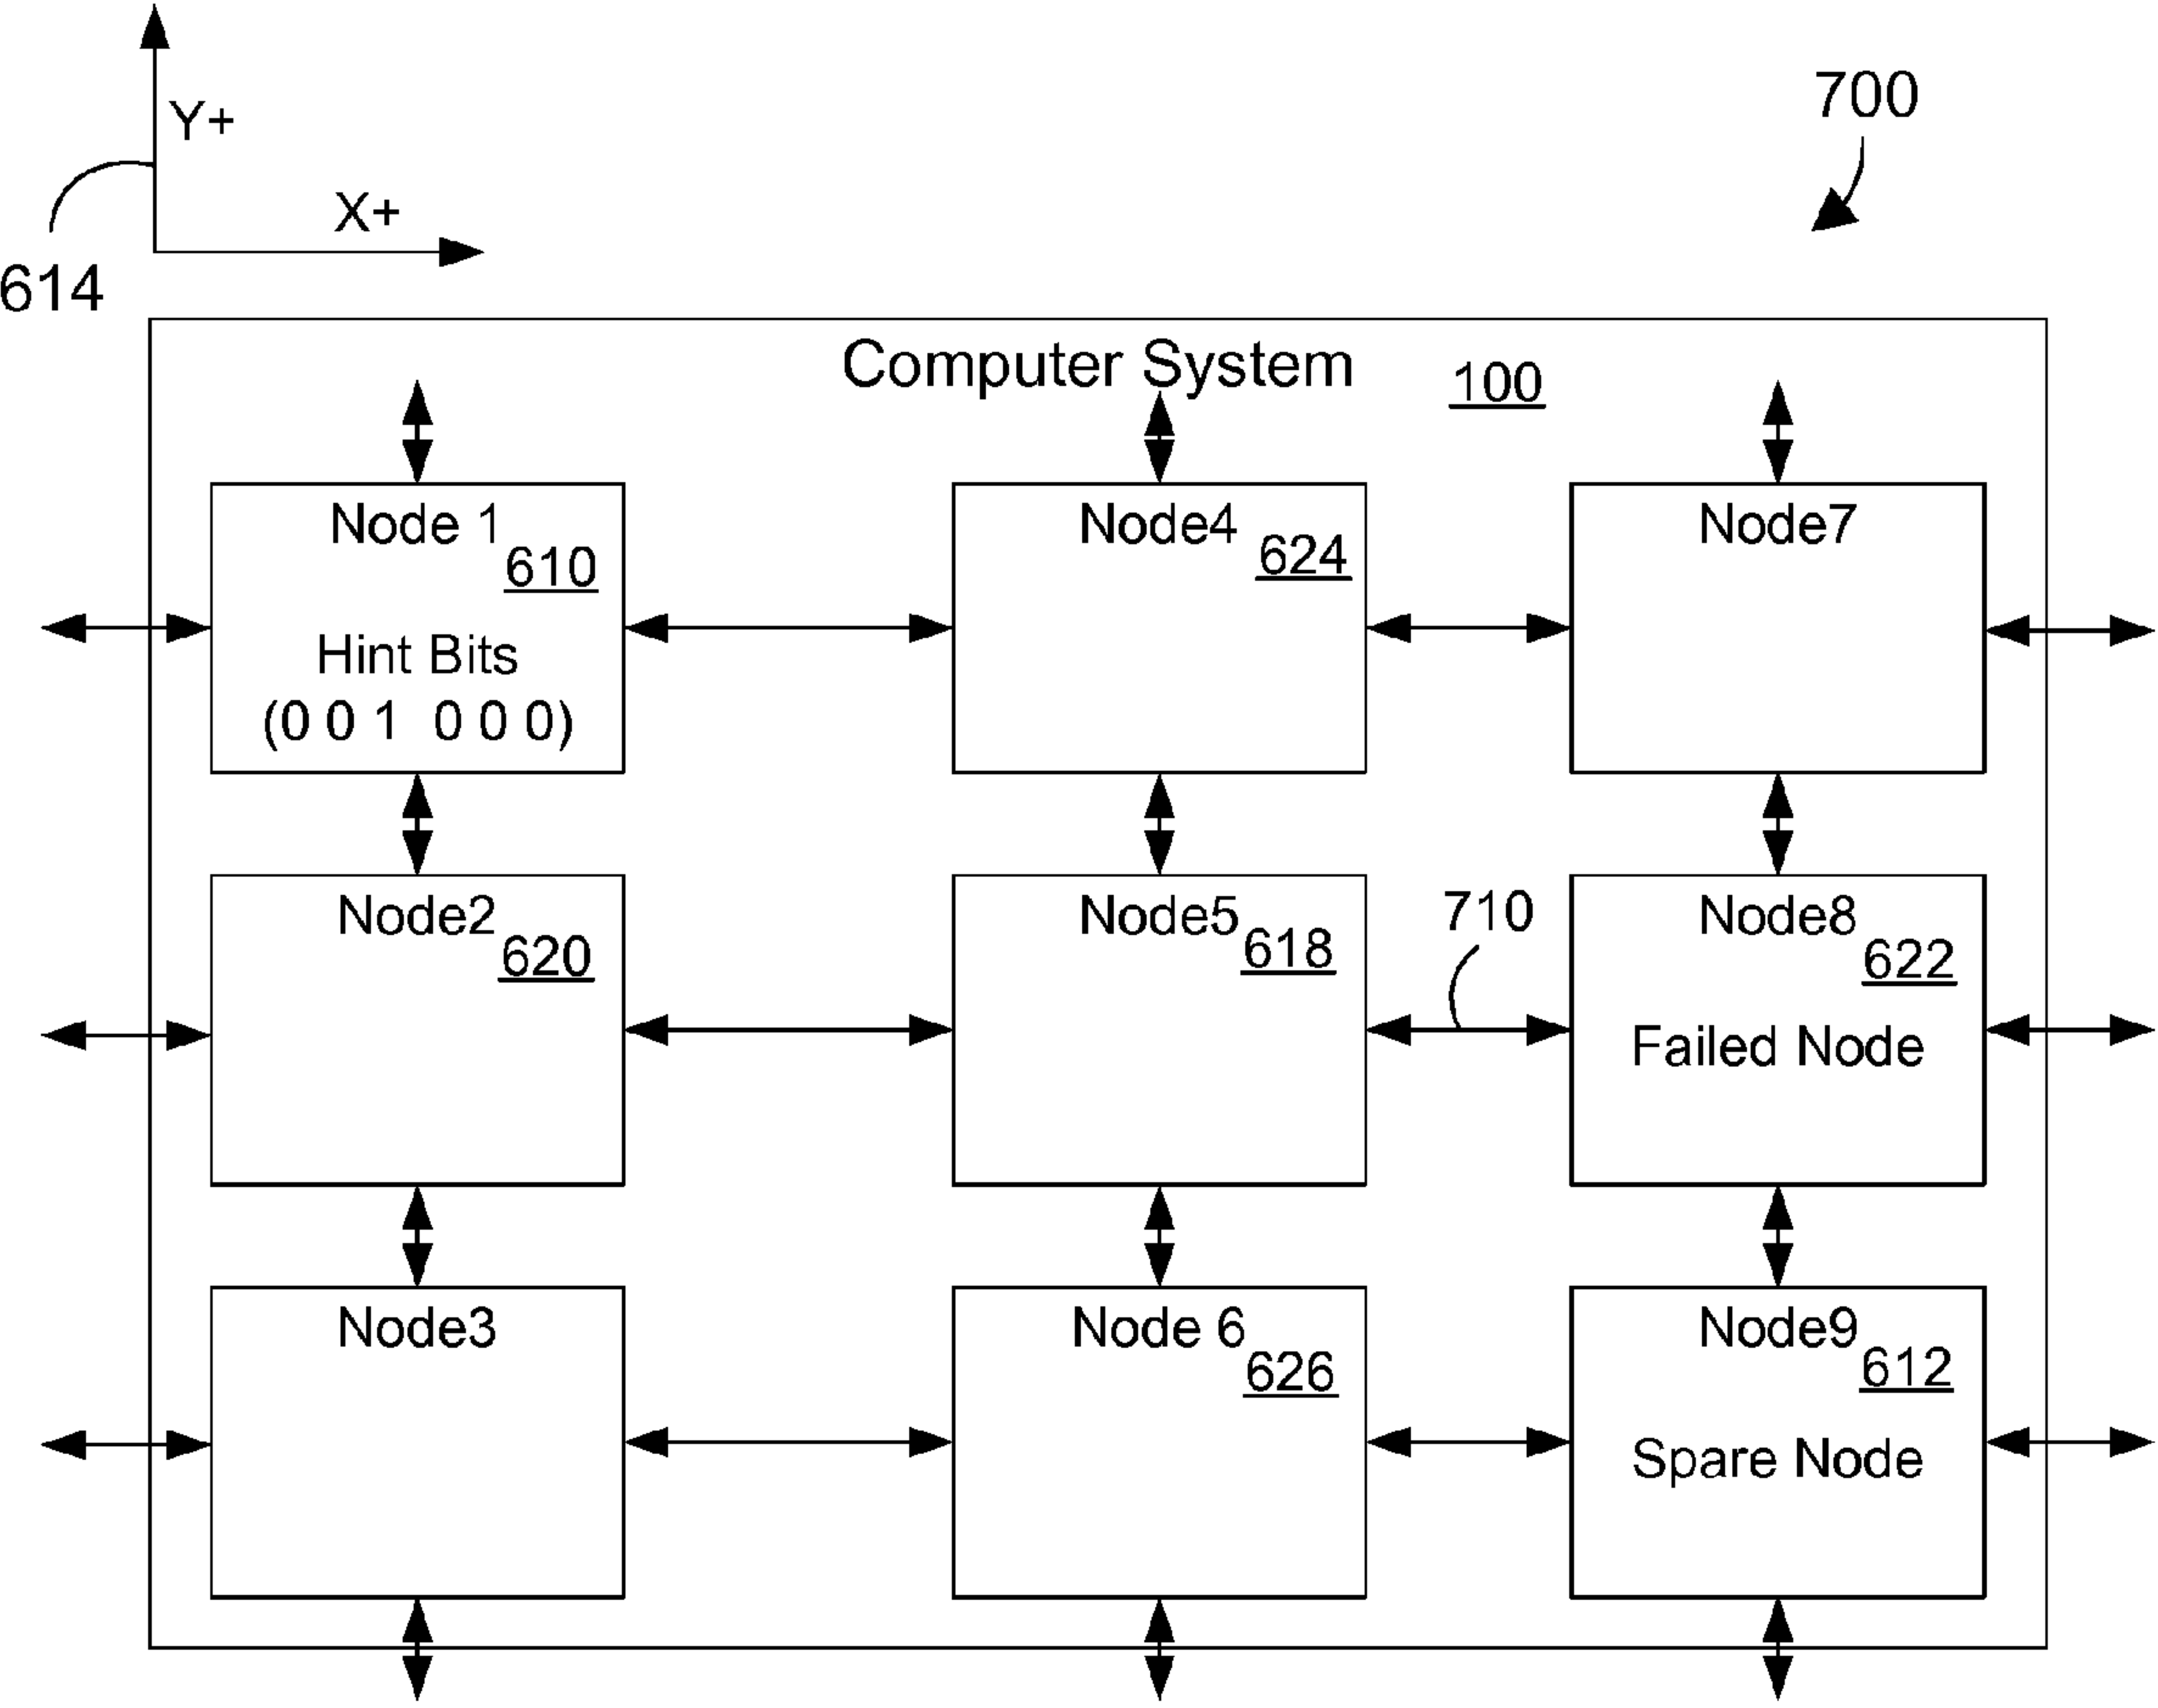 Y+
700
X+
614
Computer System
100
Node 1
610
Hint Bits
(0 0 1 0 0 0)
Node4
624
Node7
Node2
620
Node5
618
710
Node8
622
Failed Node
Node3
Node 6
626
Node9
612
Spare Node